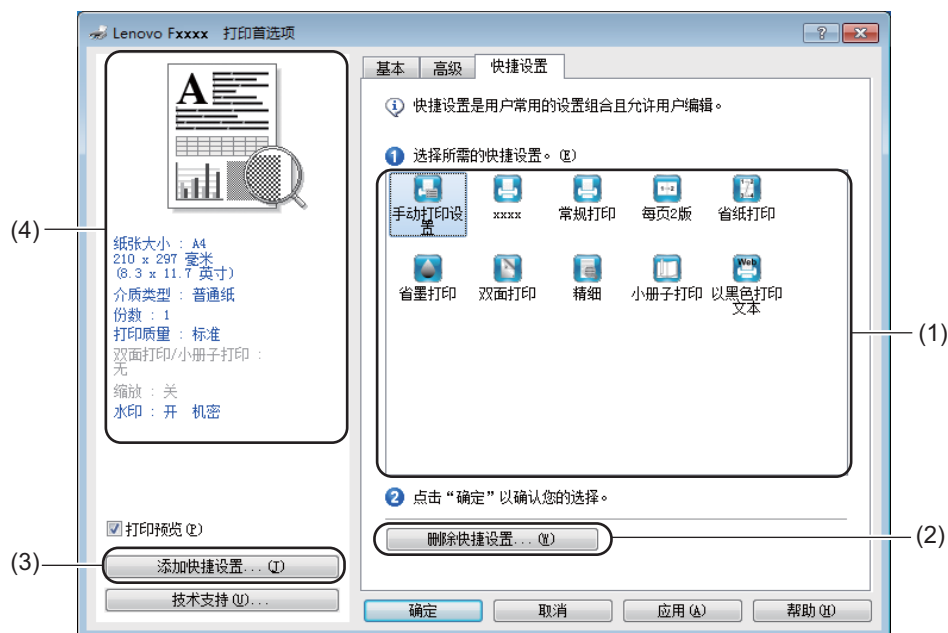 Lenovo Fxxxx 打印首选项
基本
高级
快捷设置
快捷设置是用户常用的设置组合且允许用户编辑。
1 选择所需的快捷设置。(E)
手动打印设
置
xxxx
常规打印
每页2版
省纸打印
省墨打印
双面打印
精细
小册子打印
Web
以黑色打印
文本
2 点击“确定”以确认您的选择。
删除快捷设置...(W)
A
纸张大小 : A4
210 x 297 毫米
(8.3 x 11.7 英寸)
介质类型 : 普通纸
份数 : 1
打印质量 : 标准
双面打印/小册子打印 :
无
缩放 : 关
水印 : 开 机密
打印预览(P)
添加快捷设置...(T)
技术支持(U)...
确定
取消
应用(A)
帮助(H)
(1)
(2)
(3)
(4)